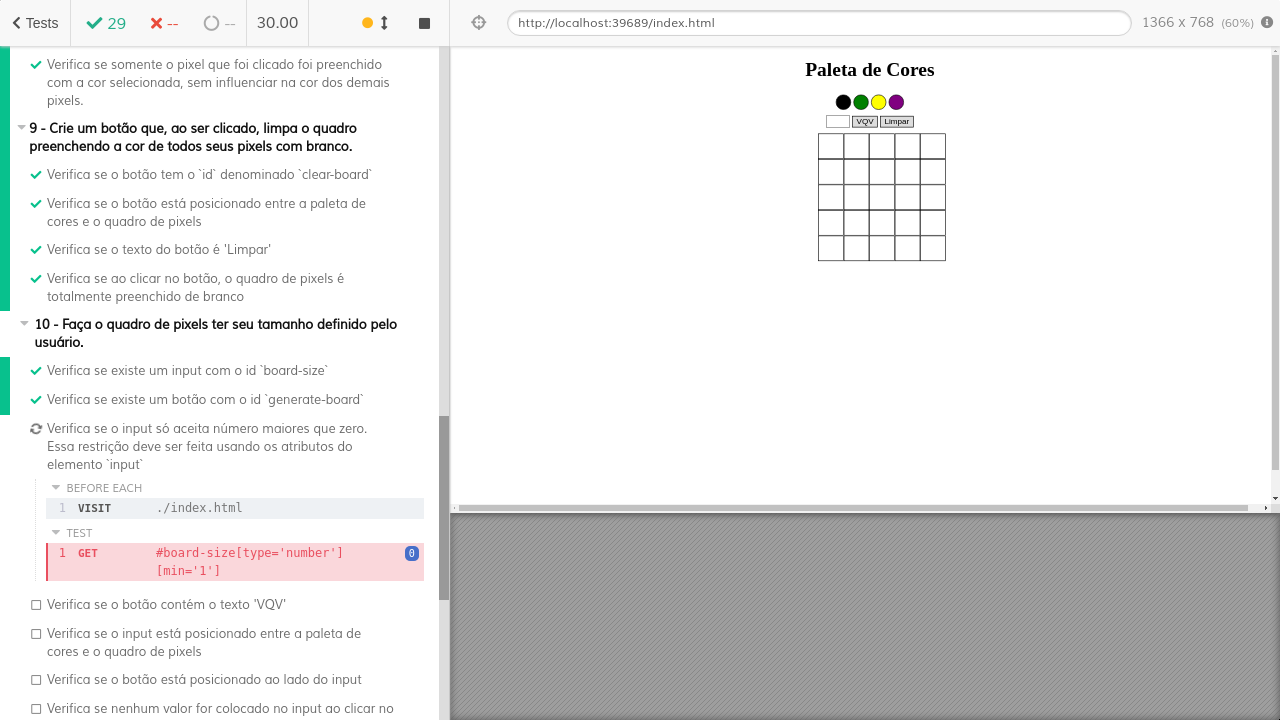 Tests
29
--
--
30.00
http://localhost:39689/index.html
1366 x 768 (60%)
Verifica se somente o pixel que foi clicado foi preenchido
com a cor selecionada, sem influenciar na cor dos demais
pixels.
9 - Crie um botão que, ao ser clicado, limpa o quadro
preenchendo a cor de todos seus pixels com branco.
Verifica se o botão tem o `id` denominado `clear-board`
Verifica se o botão está posicionado entre a paleta de
cores e o quadro de pixels
Verifica se o texto do botão é 'Limpar'
Verifica se ao clicar no botão, o quadro de pixels é
totalmente preenchido de branco
10 - Faça o quadro de pixels ter seu tamanho definido pelo
usuário.
Verifica se existe um input com o id `board-size`
Verifica se existe um botão com o id `generate-board`
Verifica se o input só aceita número maiores que zero.
Essa restrição deve ser feita usando os atributos do
elemento `input`
BEFORE EACH
1 VISIT ./index.html
TEST
1 GET #board-size[type='number'] 0
[min='1']
Verifica se o botão contém o texto 'VQV'
Verifica se o input está posicionado entre a paleta de
cores e o quadro de pixels
Verifica se o botão está posicionado ao lado do input
Verifica se nenhum valor for colocado no input ao clicar no
Paleta de Cores
VQV Limpar